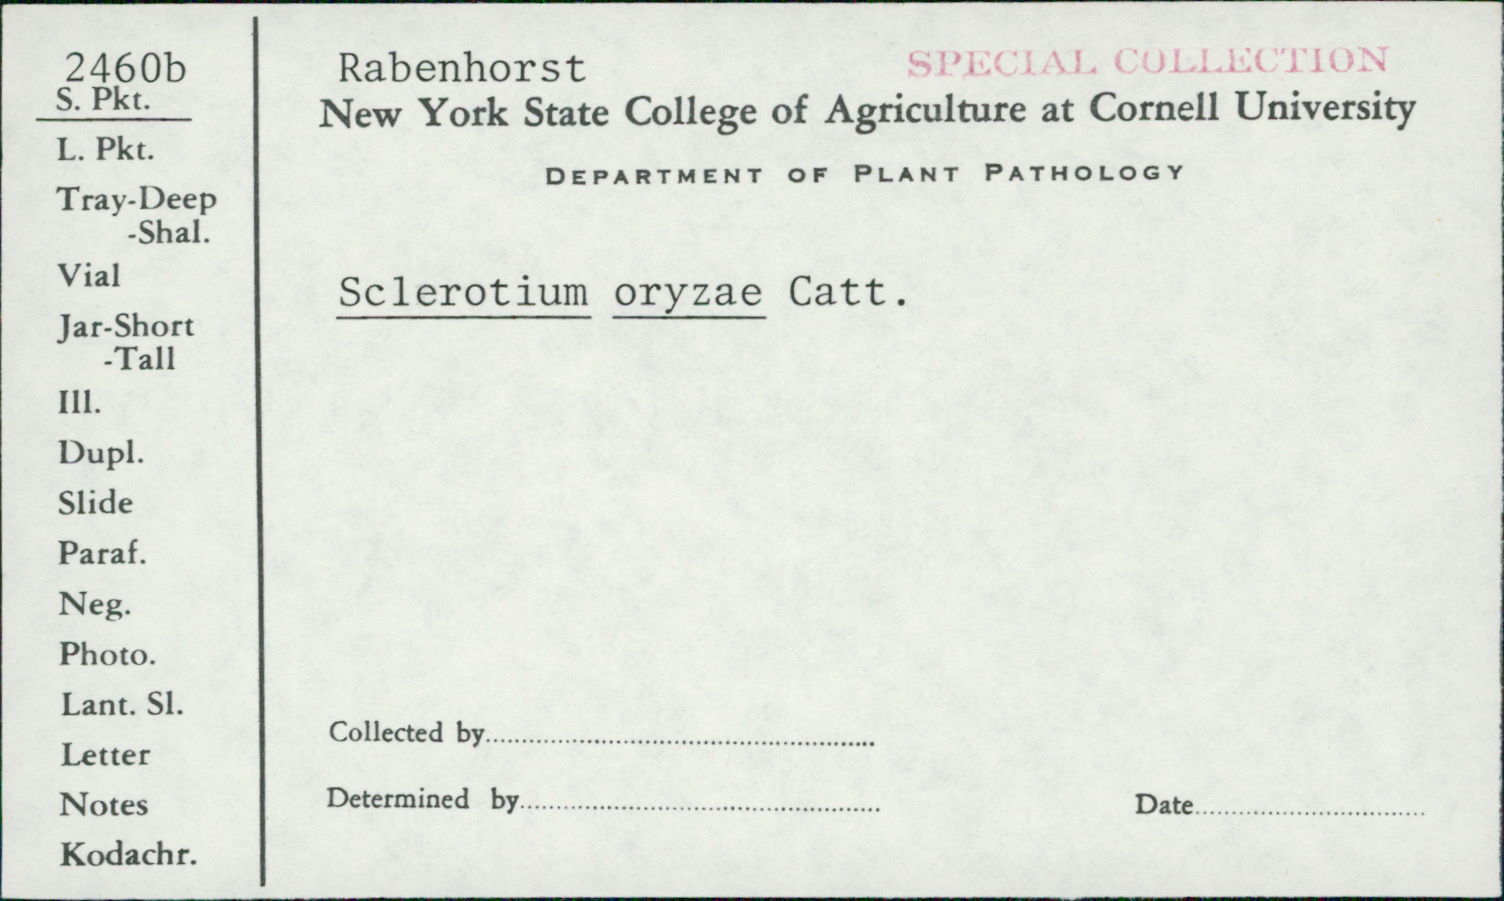 2460b
S. Pkt.
L. Pkt.
Tray-Deep
-Shal.
Vial
Jar-Short
-Tall
Ill.
Dupl.
Slide
Paraf.
Neg.
Photo.
Lant. Sl.
Letter
Notes
Kodachr.
Rabenhorst
SPECIAL COLLECTION
New York State College of Agriculture at Cornell University
DEPARTMENT OF PLANT PATHOLOGY
Sclerotium oryzae Catt.
Collected by
Determined by
Date